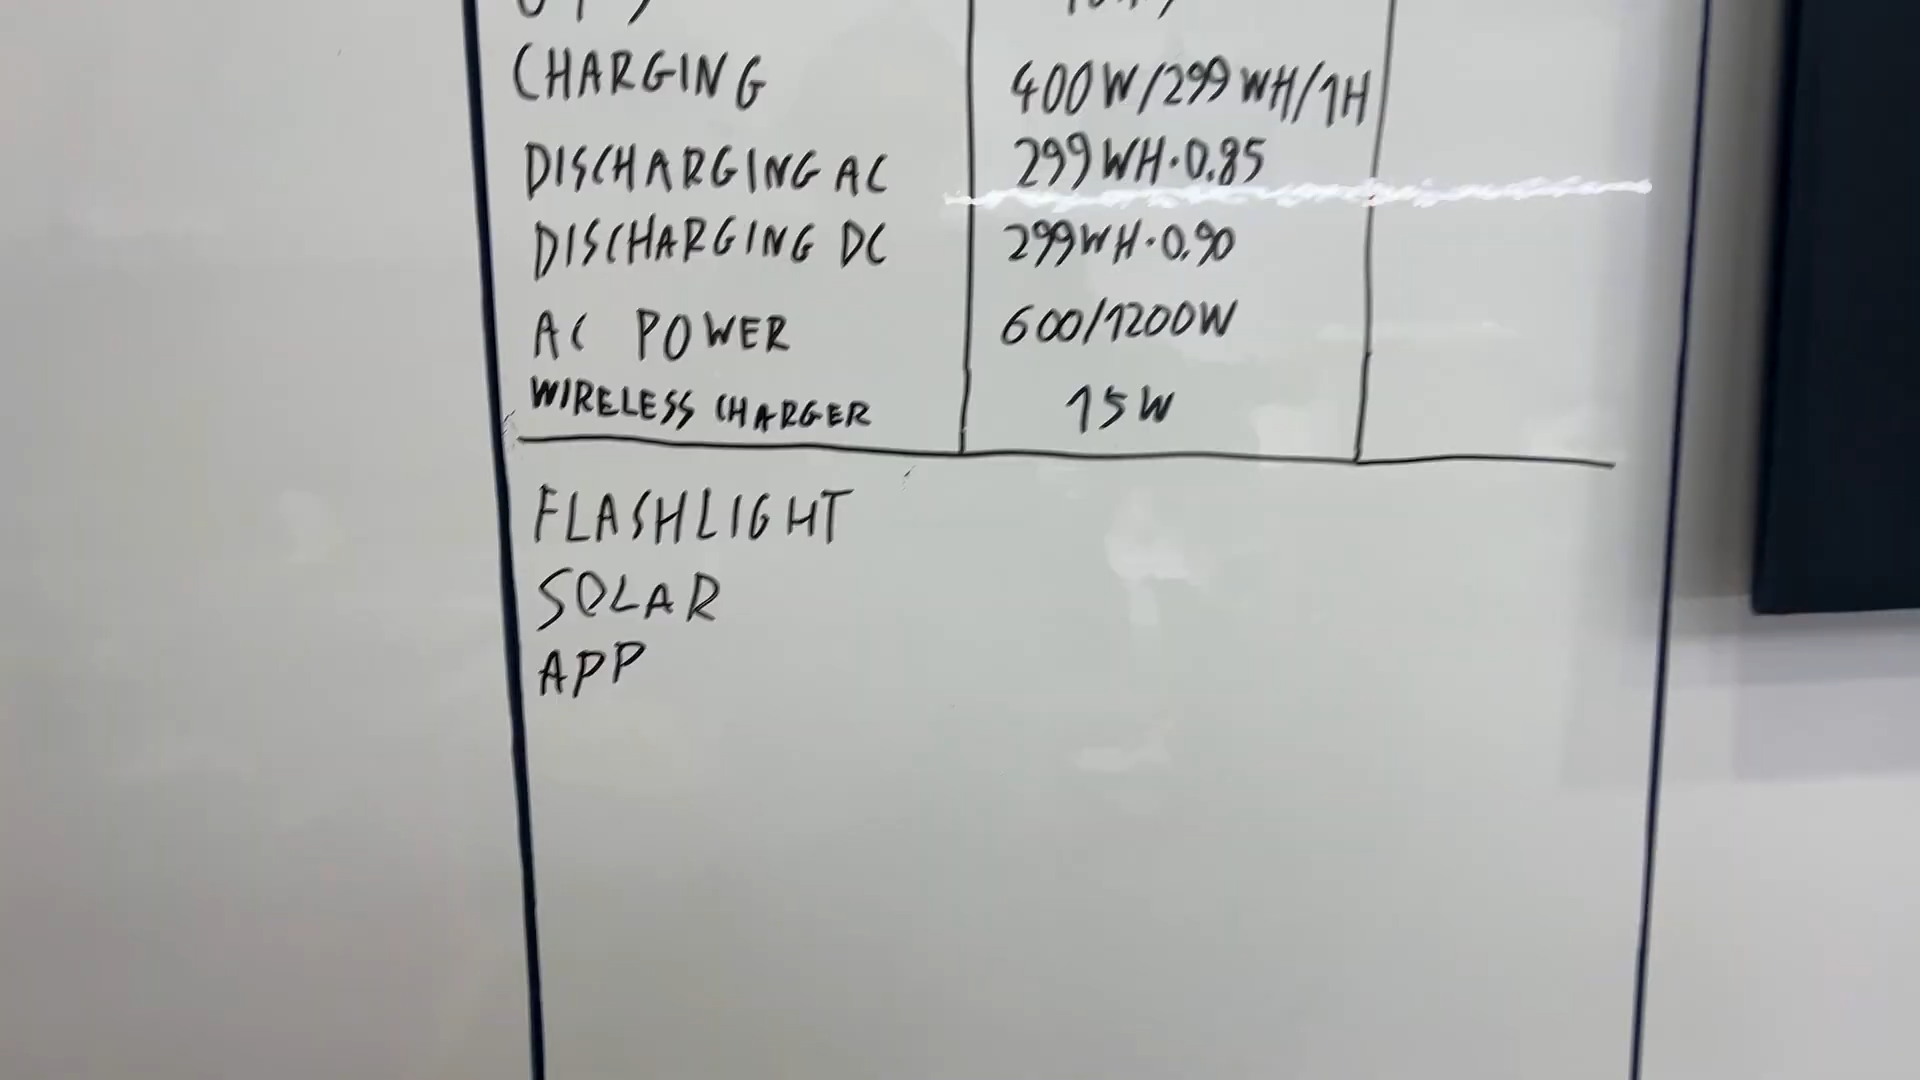 CHARGING 400W/299WH/1H
DISCHARGING AC 299WH·0.85
DISCHARGING DC 299WH·0.90
AC POWER 600/1200W
WIRELESS CHARGER 15W
FLASHLIGHT
SOLAR
APP